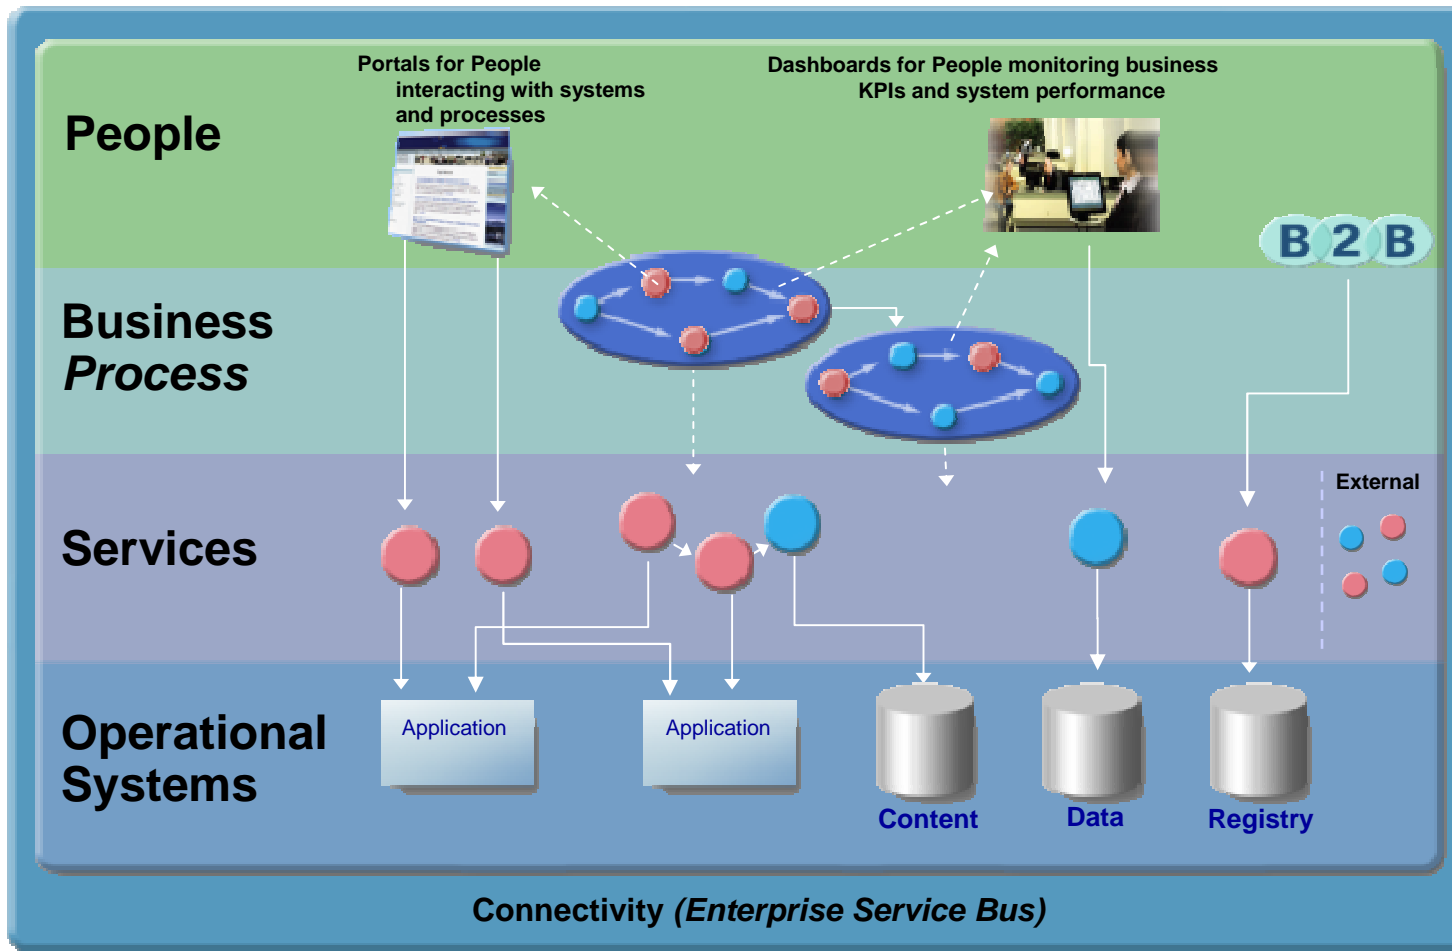 Portals for People
interacting with systems
and processes
Dashboards for People monitoring business
KPIs and system performance
People
B2B
Business
Process
External
Services
Operational
Systems
Application
Application
Content
Data
Registry
Connectivity (Enterprise Service Bus)